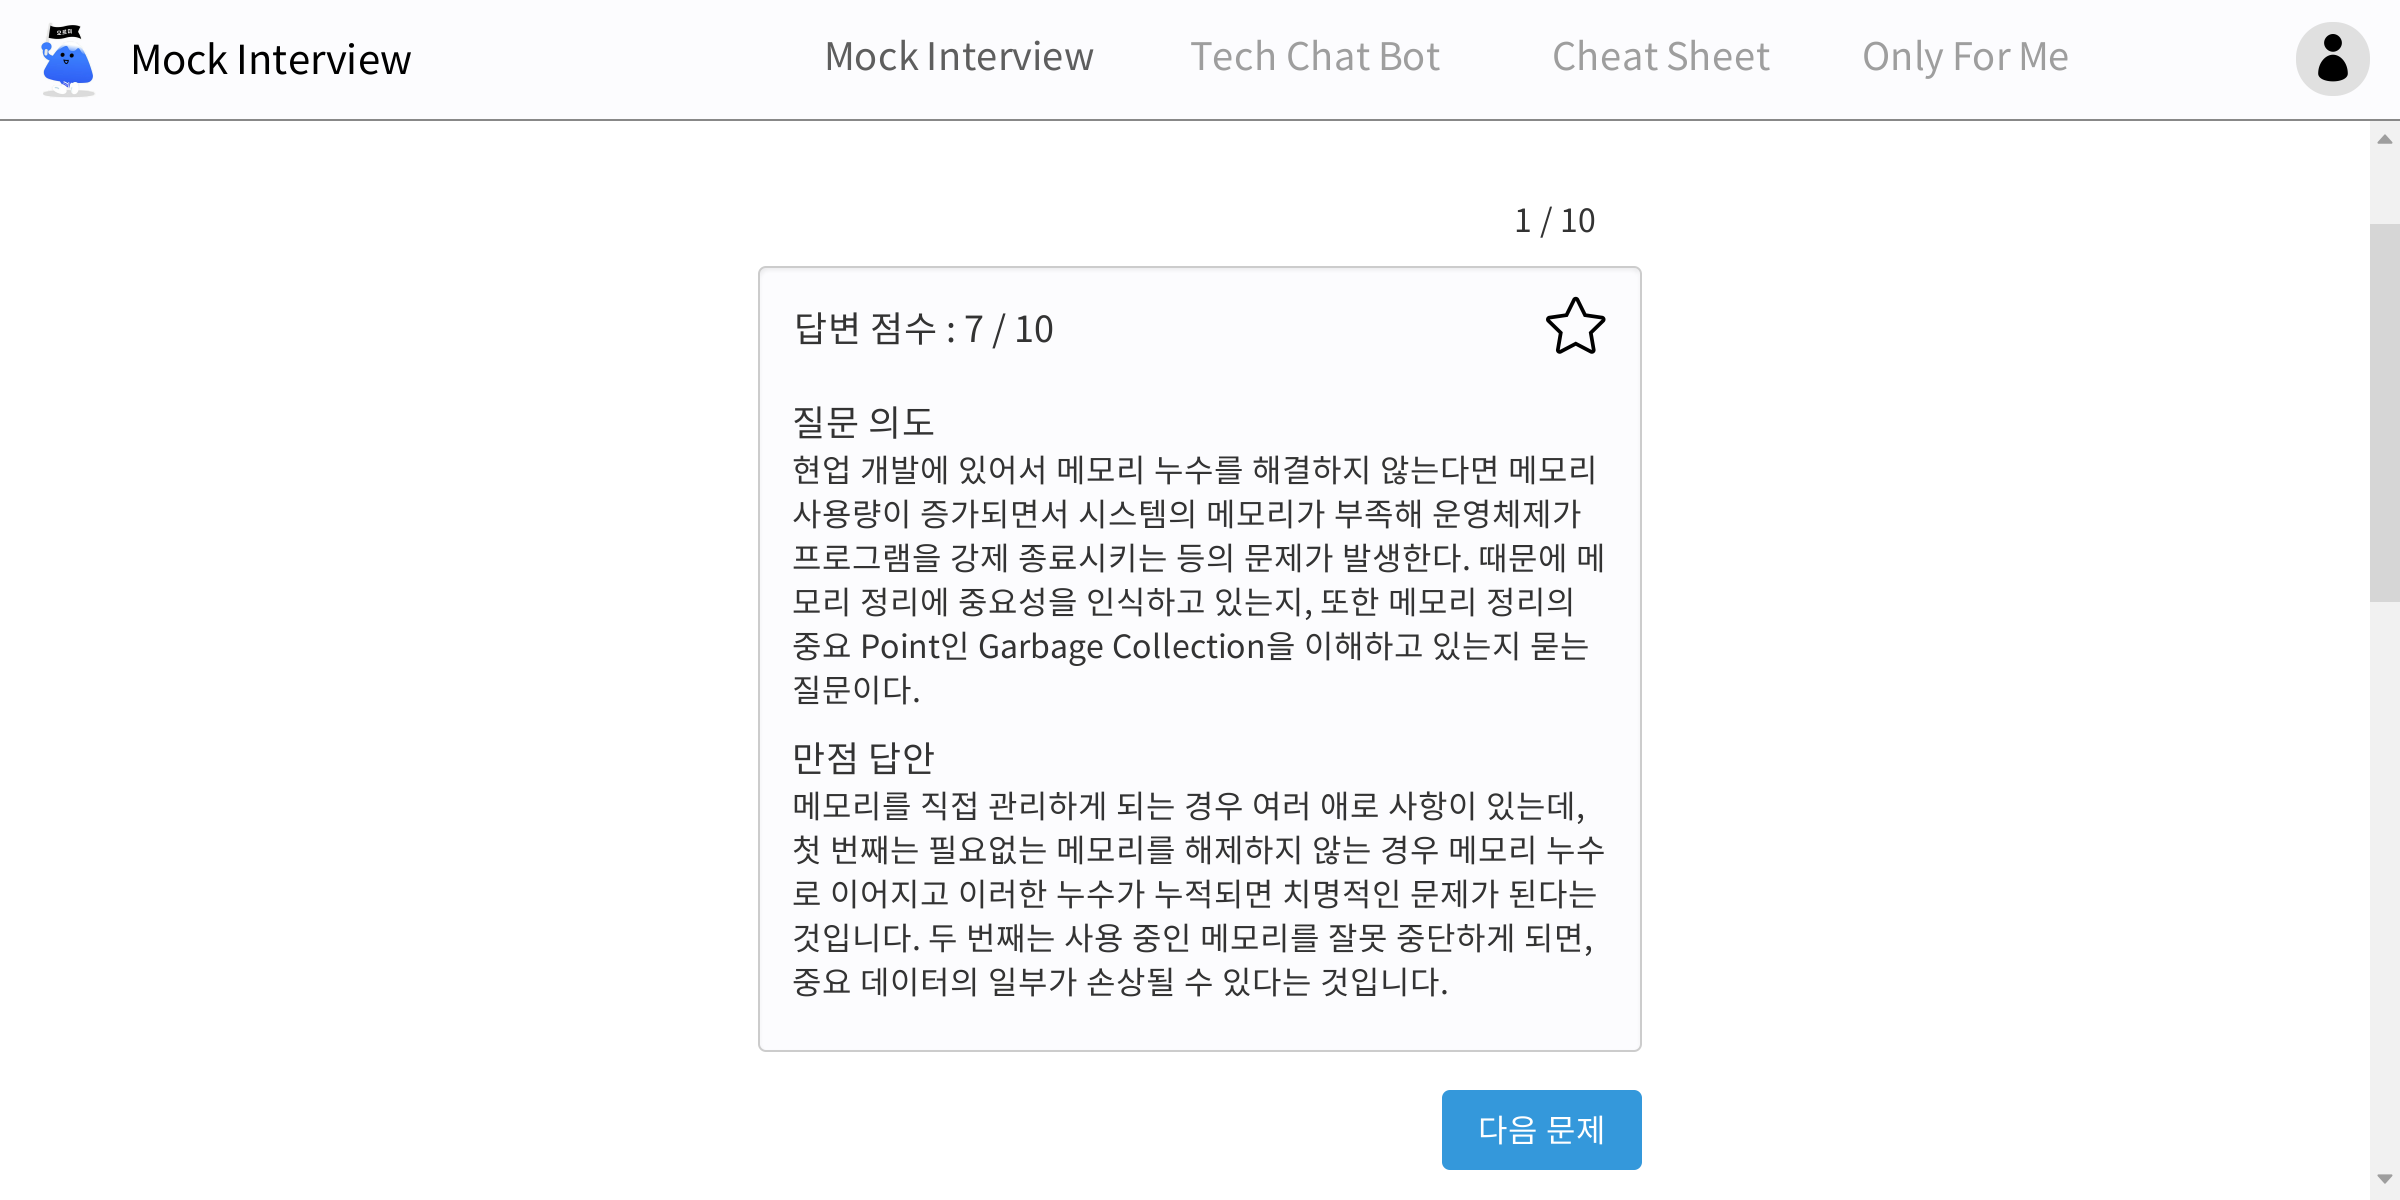 오르미
Mock Interview
Mock Interview
Tech Chat Bot
Cheat Sheet
Only For Me
1 / 10
답변 점수 : 7 / 10
질문 의도
현업 개발에 있어서 메모리 누수를 해결하지 않는다면 메모리
사용량이 증가되면서 시스템의 메모리가 부족해 운영체제가
프로그램을 강제 종료시키는 등의 문제가 발생한다. 때문에 메
모리 정리에 중요성을 인식하고 있는지, 또한 메모리 정리의
중요 Point인 Garbage Collection을 이해하고 있는지 묻는
질문이다.
만점 답안
메모리를 직접 관리하게 되는 경우 여러 애로 사항이 있는데,
첫 번째는 필요없는 메모리를 해제하지 않는 경우 메모리 누수
로 이어지고 이러한 누수가 누적되면 치명적인 문제가 된다는
것입니다. 두 번째는 사용 중인 메모리를 잘못 중단하게 되면,
중요 데이터의 일부가 손상될 수 있다는 것입니다.
다음 문제